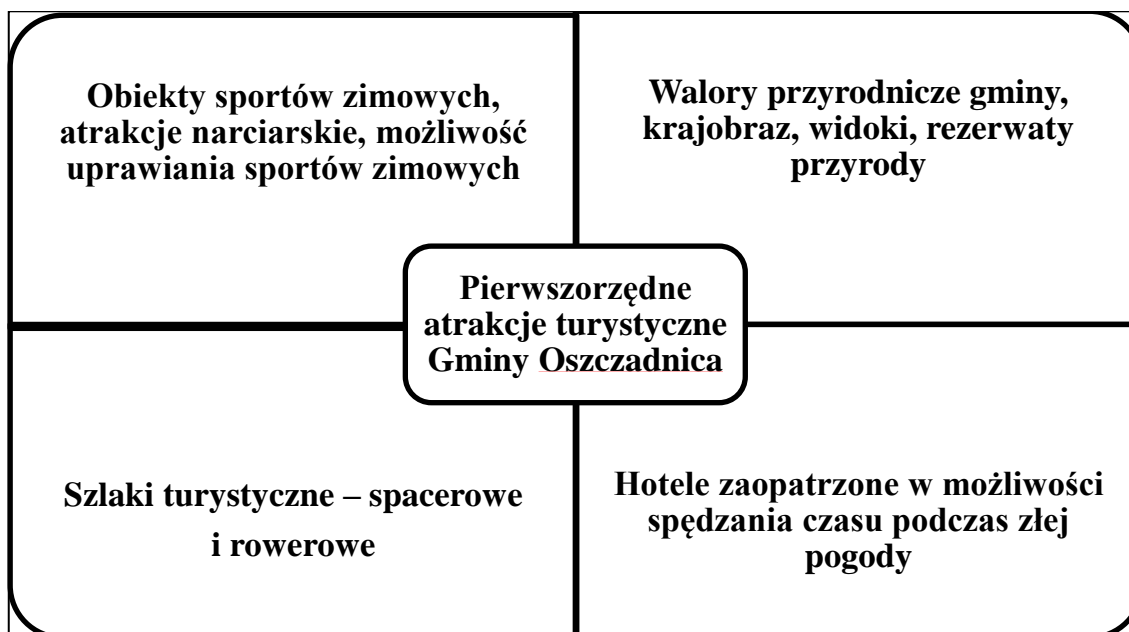 Obiekty sportów zimowych,
atrakcje narciarskie, możliwość
uprawiania sportów zimowych
Walory przyrodnicze gminy,
krajobraz, widoki, rezerwaty
przyrody
Pierwszorzędne
atrakcje turystyczne
Gminy Oszczadnica
Szlaki turystyczne – spacerowe
i rowerowe
Hotele zaopatrzone w możliwości
spędzania czasu podczas złej
pogody